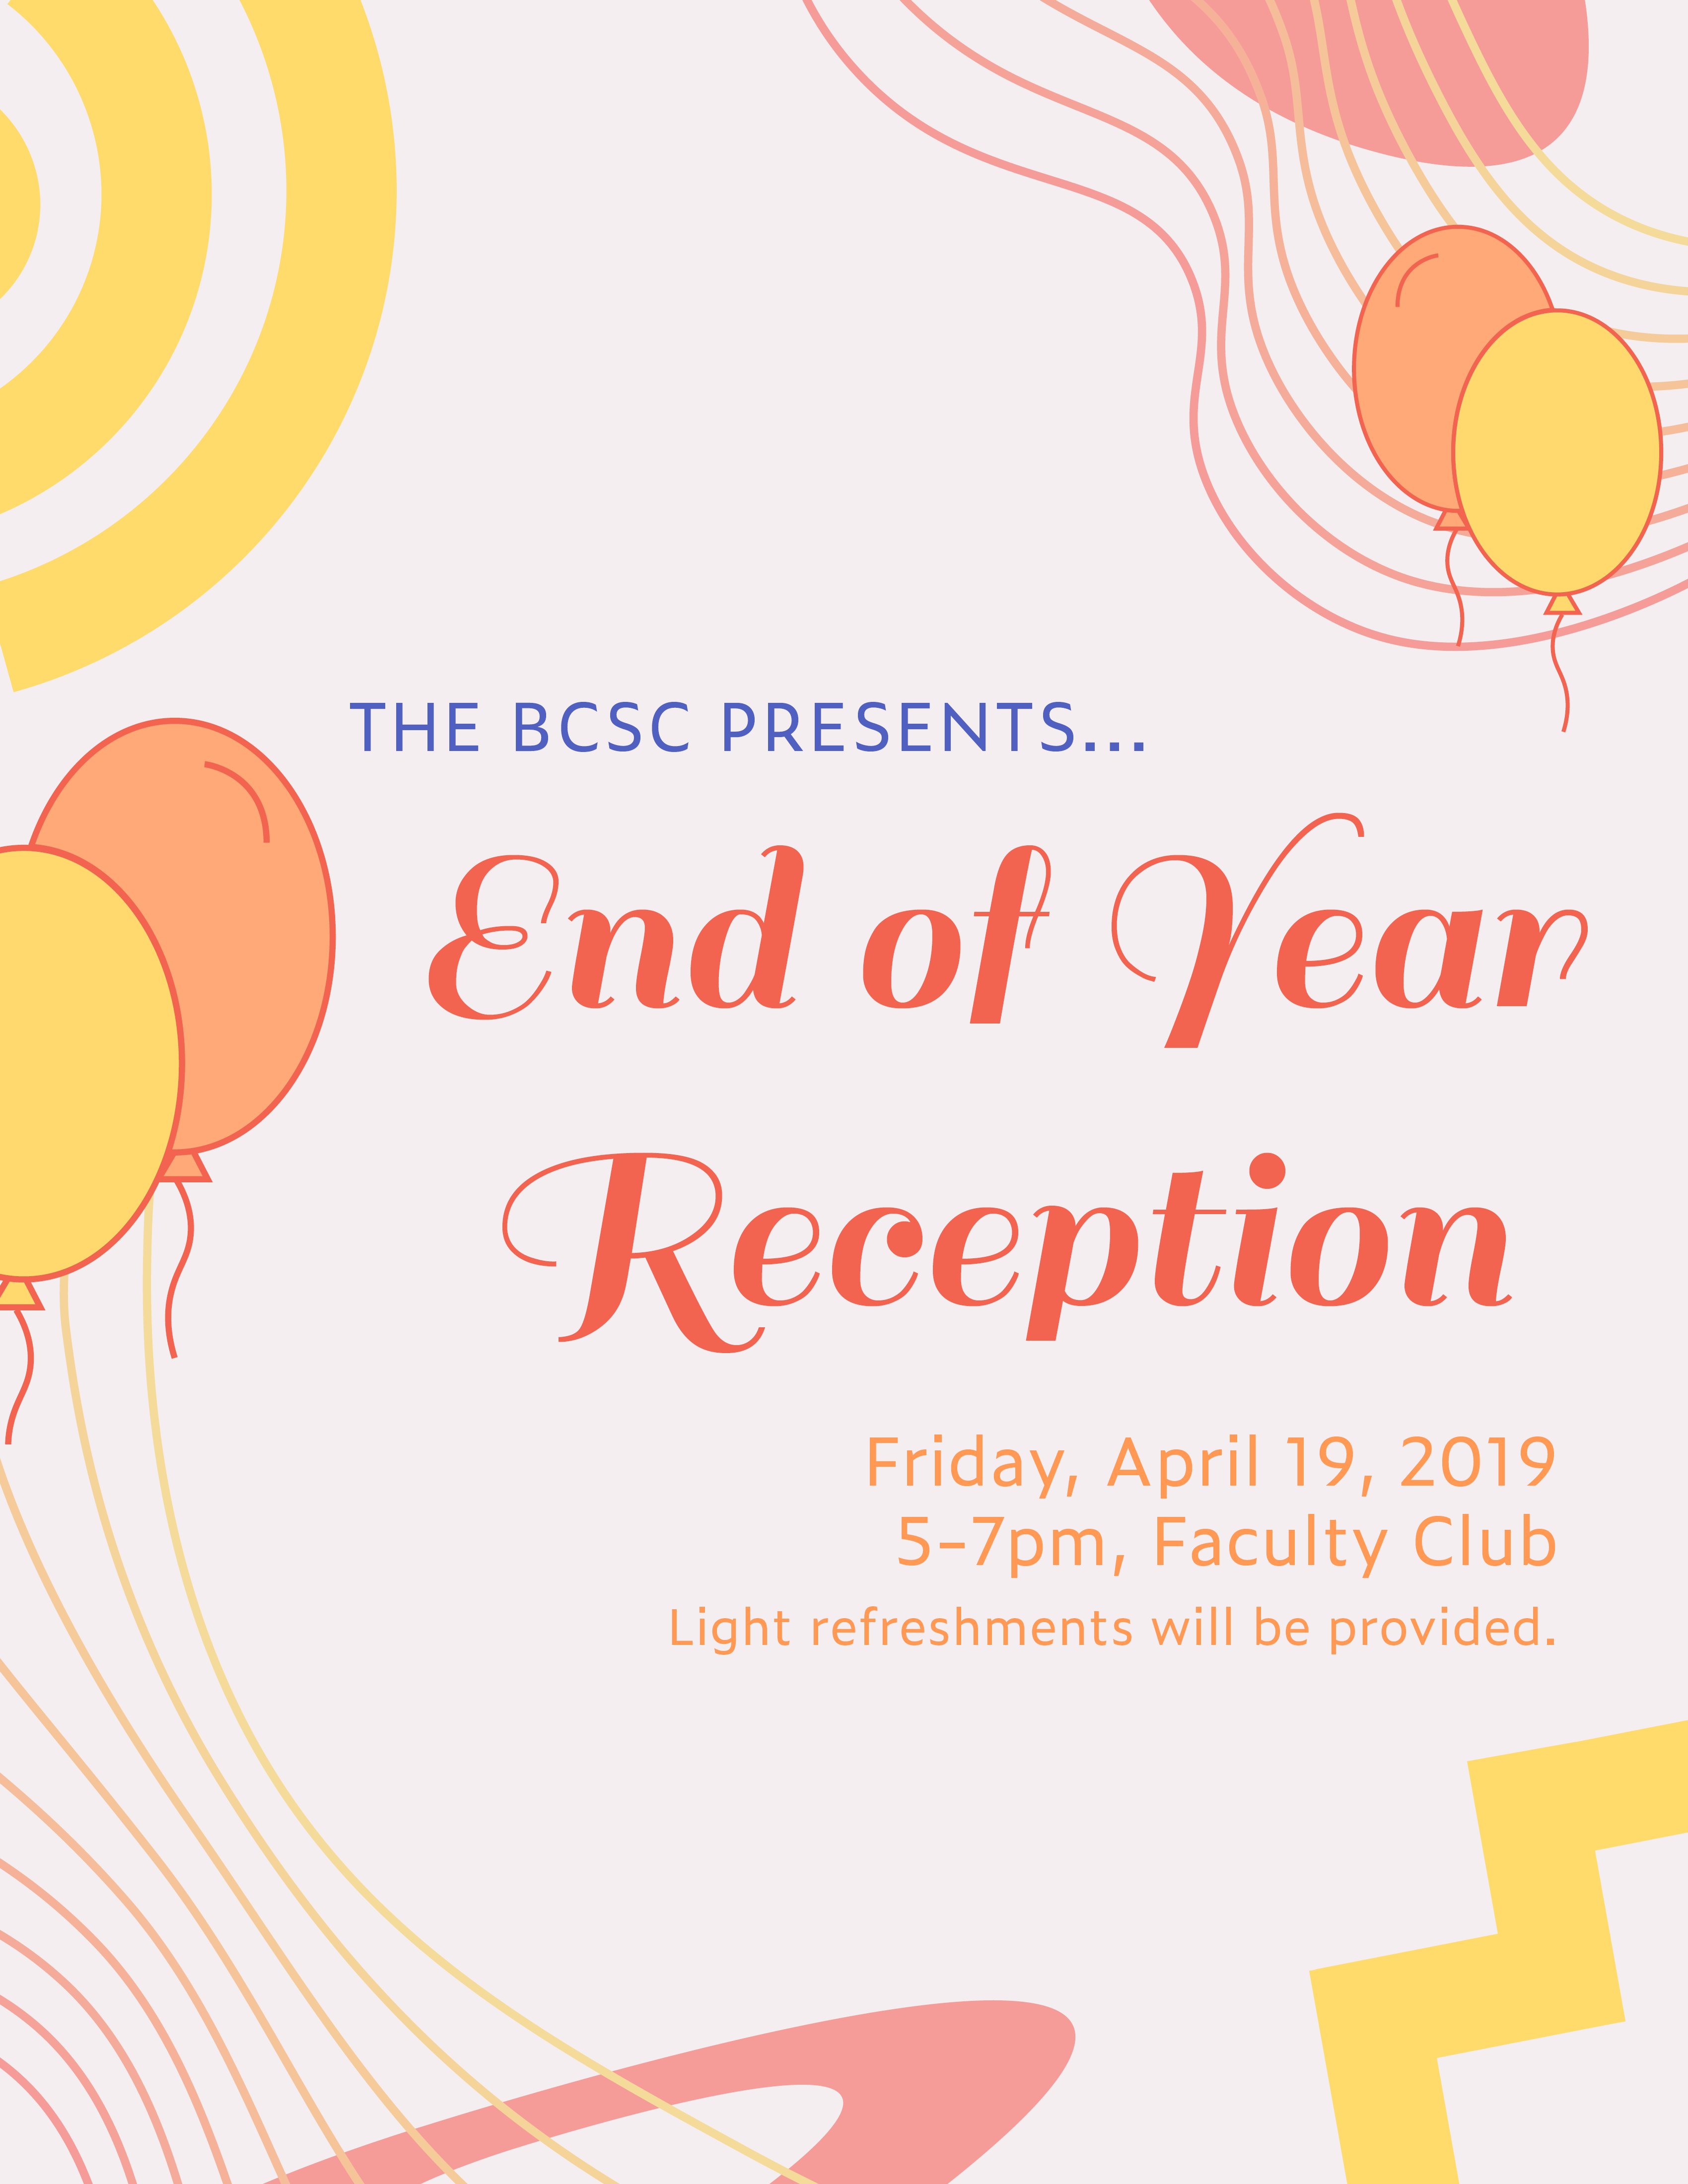 THE BCSC PRESENTS...
End of Year
Reception
Friday, April 19, 2019
5-7pm, Faculty Club
Light refreshments will be provided.